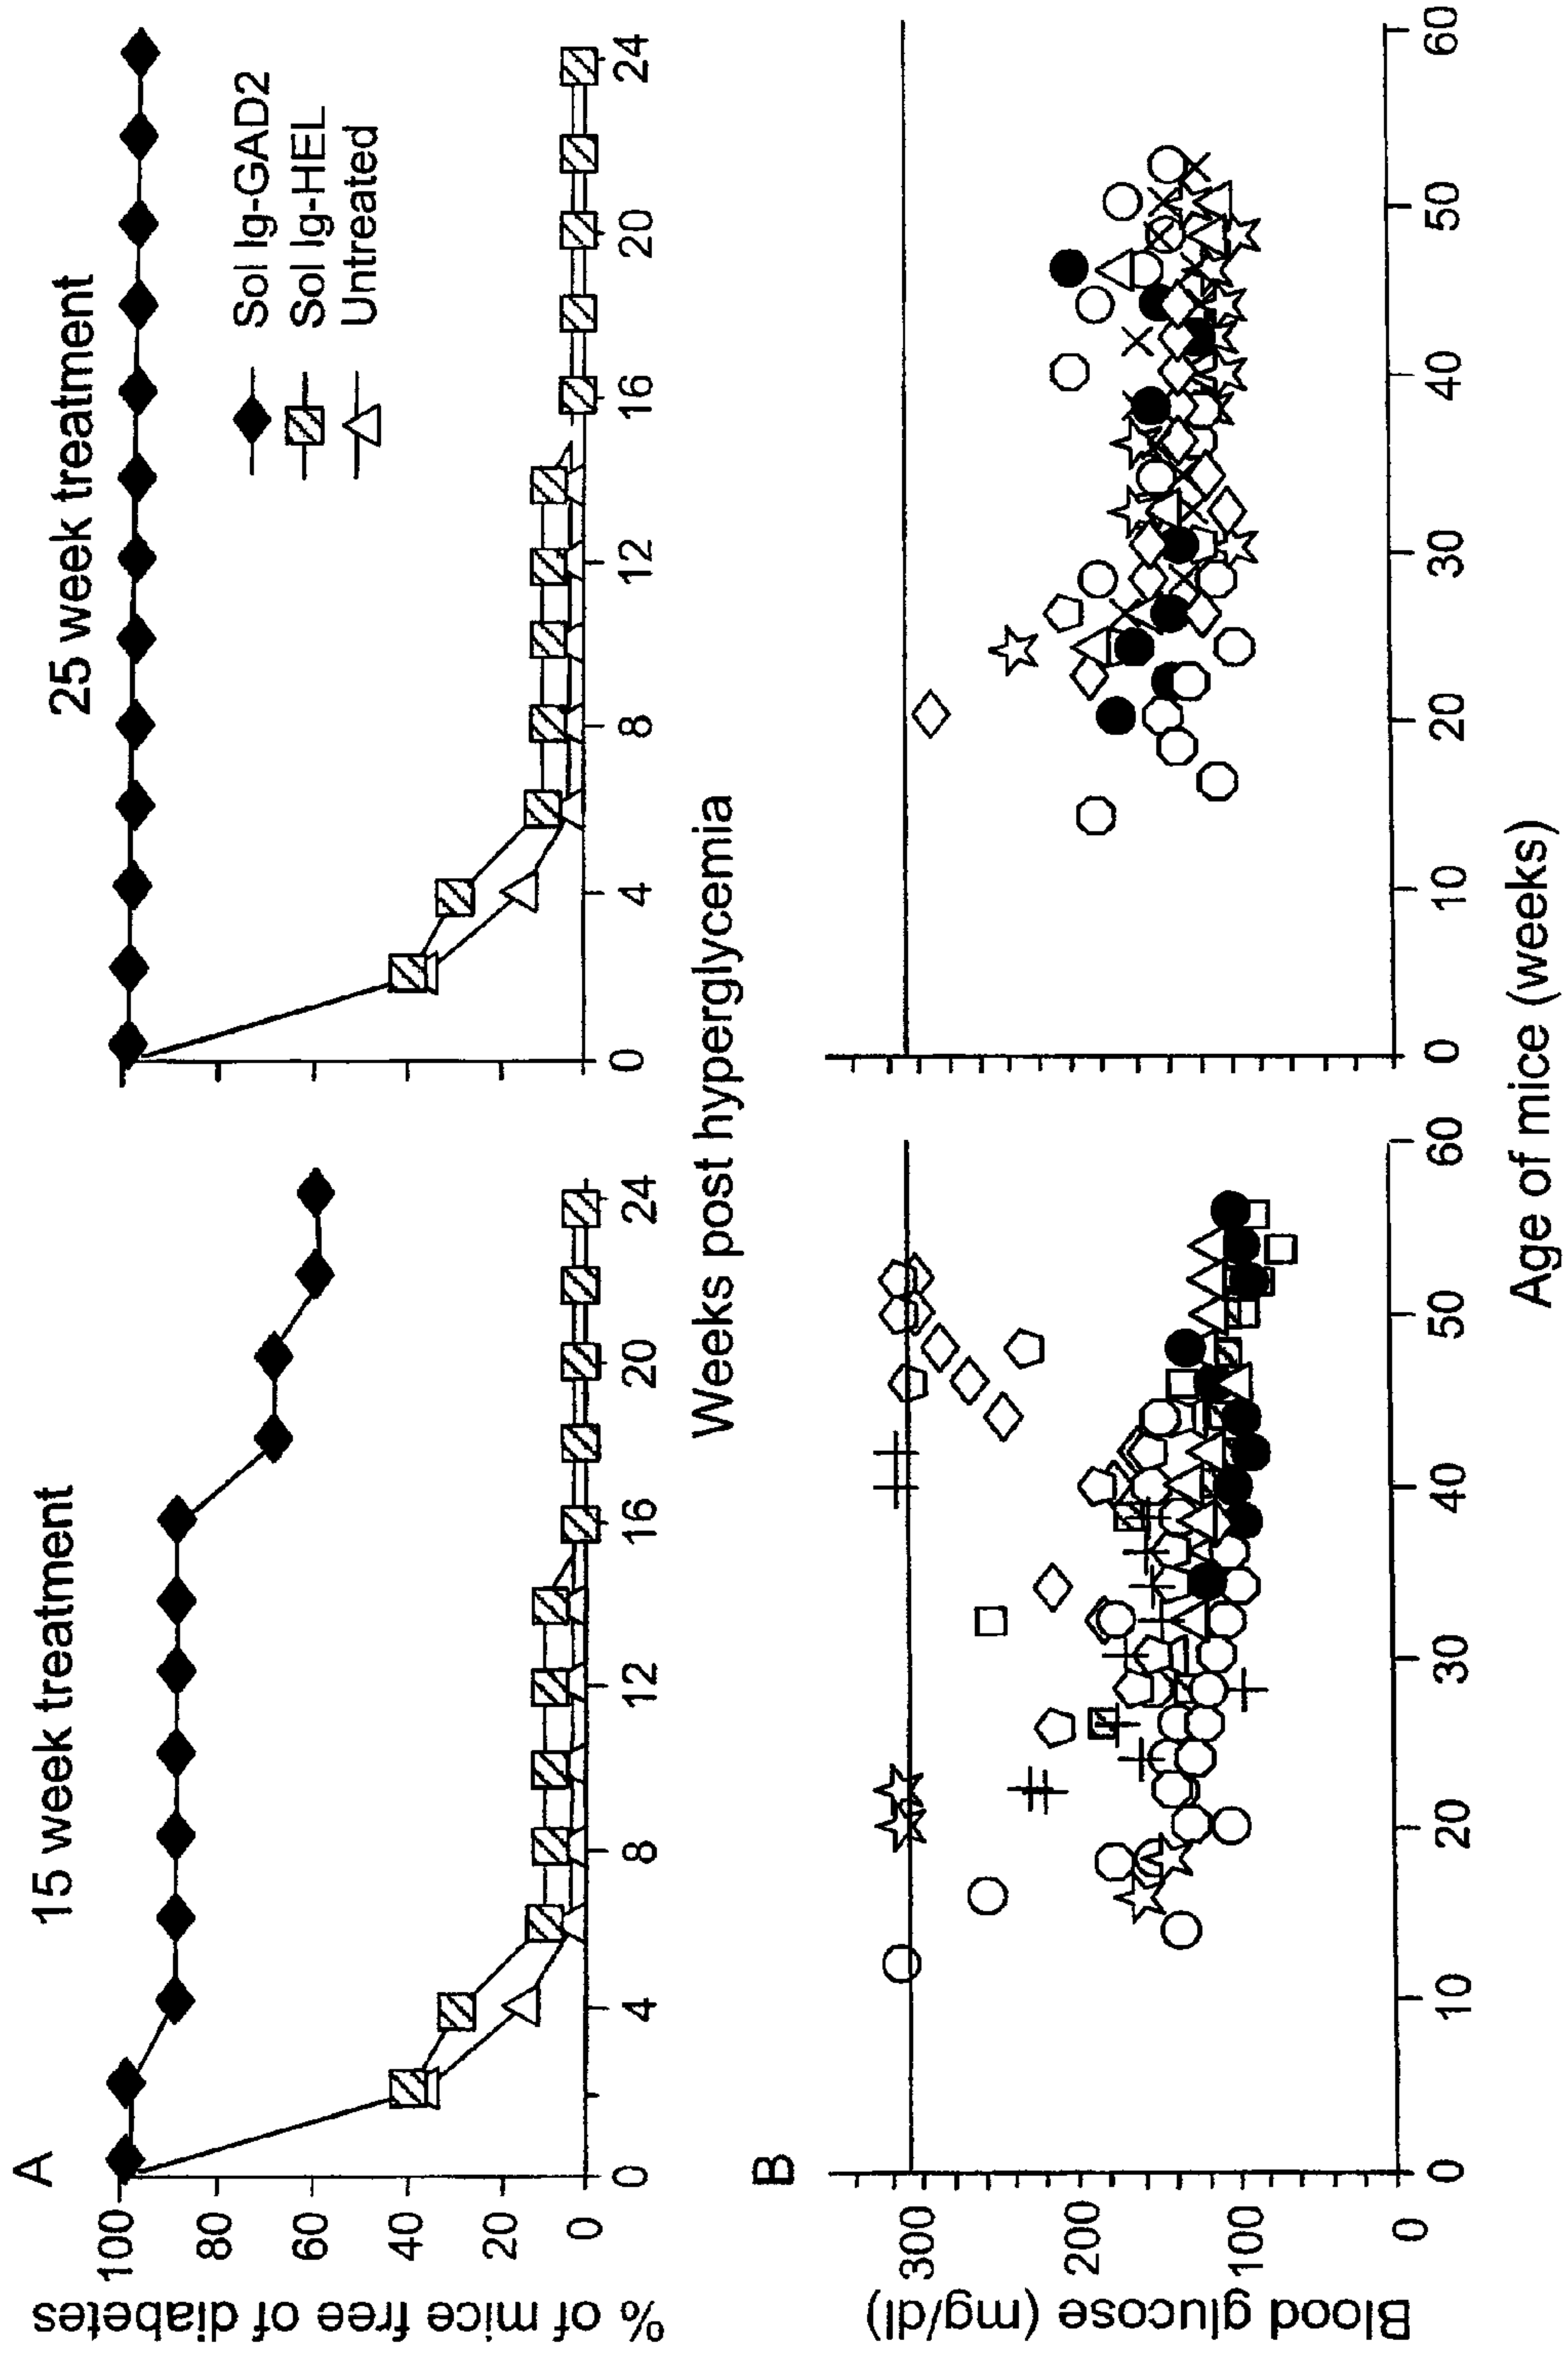 A
15 week treatment
25 week treatment
% of mice free of diabetes
100
80
60
40
20
0
Sol Ig-GAD2
Sol Ig-HEL
Untreated
0 4 8 12 16 20 24
0 4 8 12 16 20 24
Weeks post hyperglycemia
B
Blood glucose (mg/dl)
300
200
100
0
0 10 20 30 40 50 60
0 10 20 30 40 50 60
Age of mice (weeks)